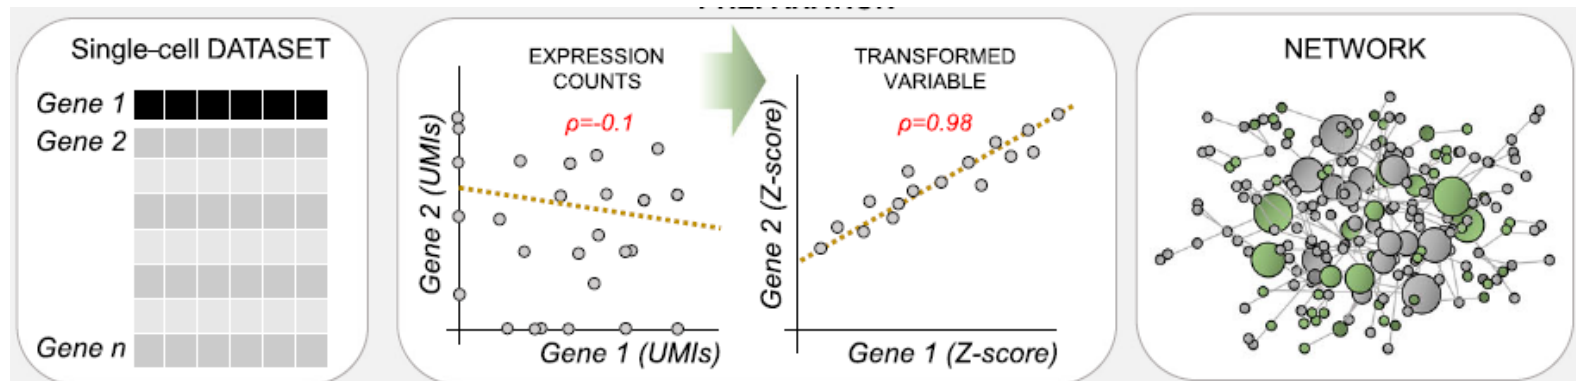 Single-cell DATASET
Gene 1
Gene 2
Gene n
EXPRESSION
COUNTS
ρ=-0.1
Gene 2 (UMIs)
Gene 1 (UMIs)
TRANSFORMED
VARIABLE
ρ=0.98
Gene 2 (Z-score)
Gene 1 (Z-score)
NETWORK